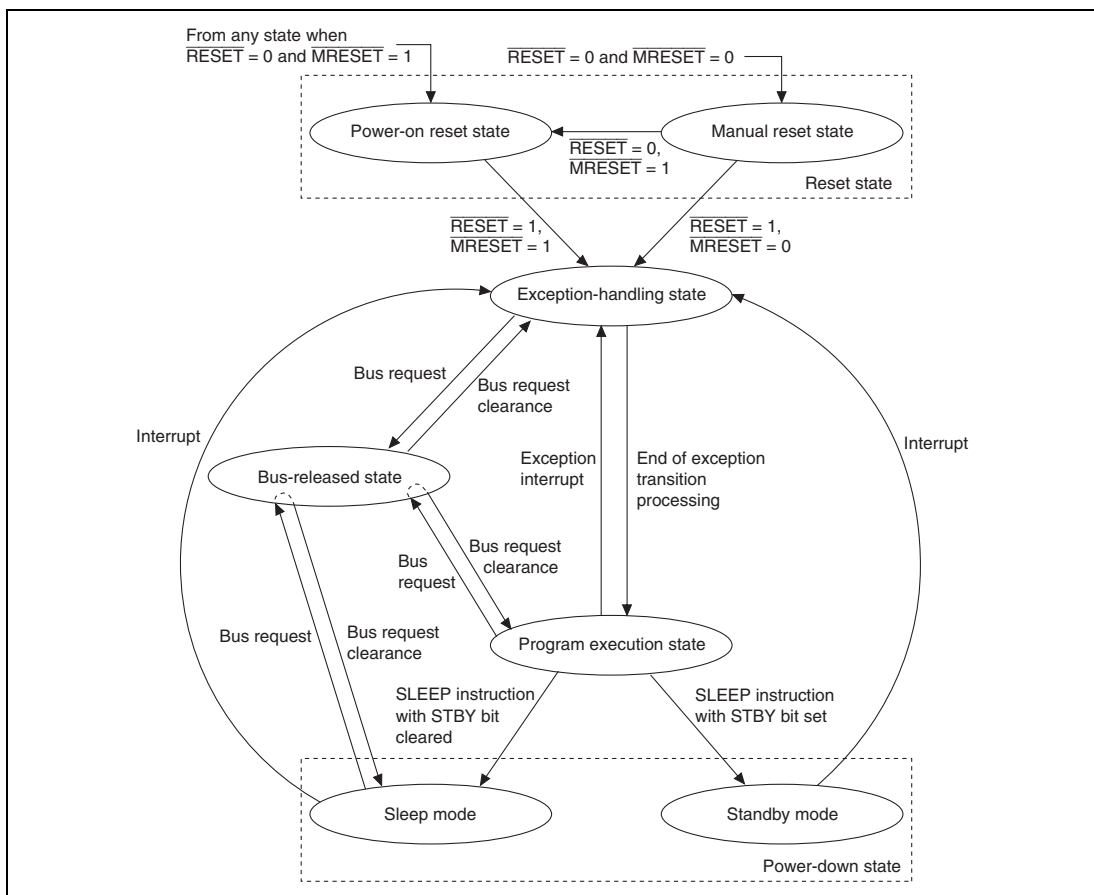 From any state when
RESET = 0 and MRESET = 1
RESET = 0 and MRESET = 0
Power-on reset state
Manual reset state
RESET = 0,
MRESET = 1
Reset state
RESET = 1,
MRESET = 1
RESET = 1,
MRESET = 0
Exception-handling state
Bus request
Bus request
clearance
Interrupt
Interrupt
Bus-released state
Exception
interrupt
End of exception
transition
processing
Bus request
clearance
Bus
request
Bus request
Bus request
clearance
Program execution state
SLEEP instruction
with STBY bit
cleared
SLEEP instruction
with STBY bit set
Sleep mode
Standby mode
Power-down state